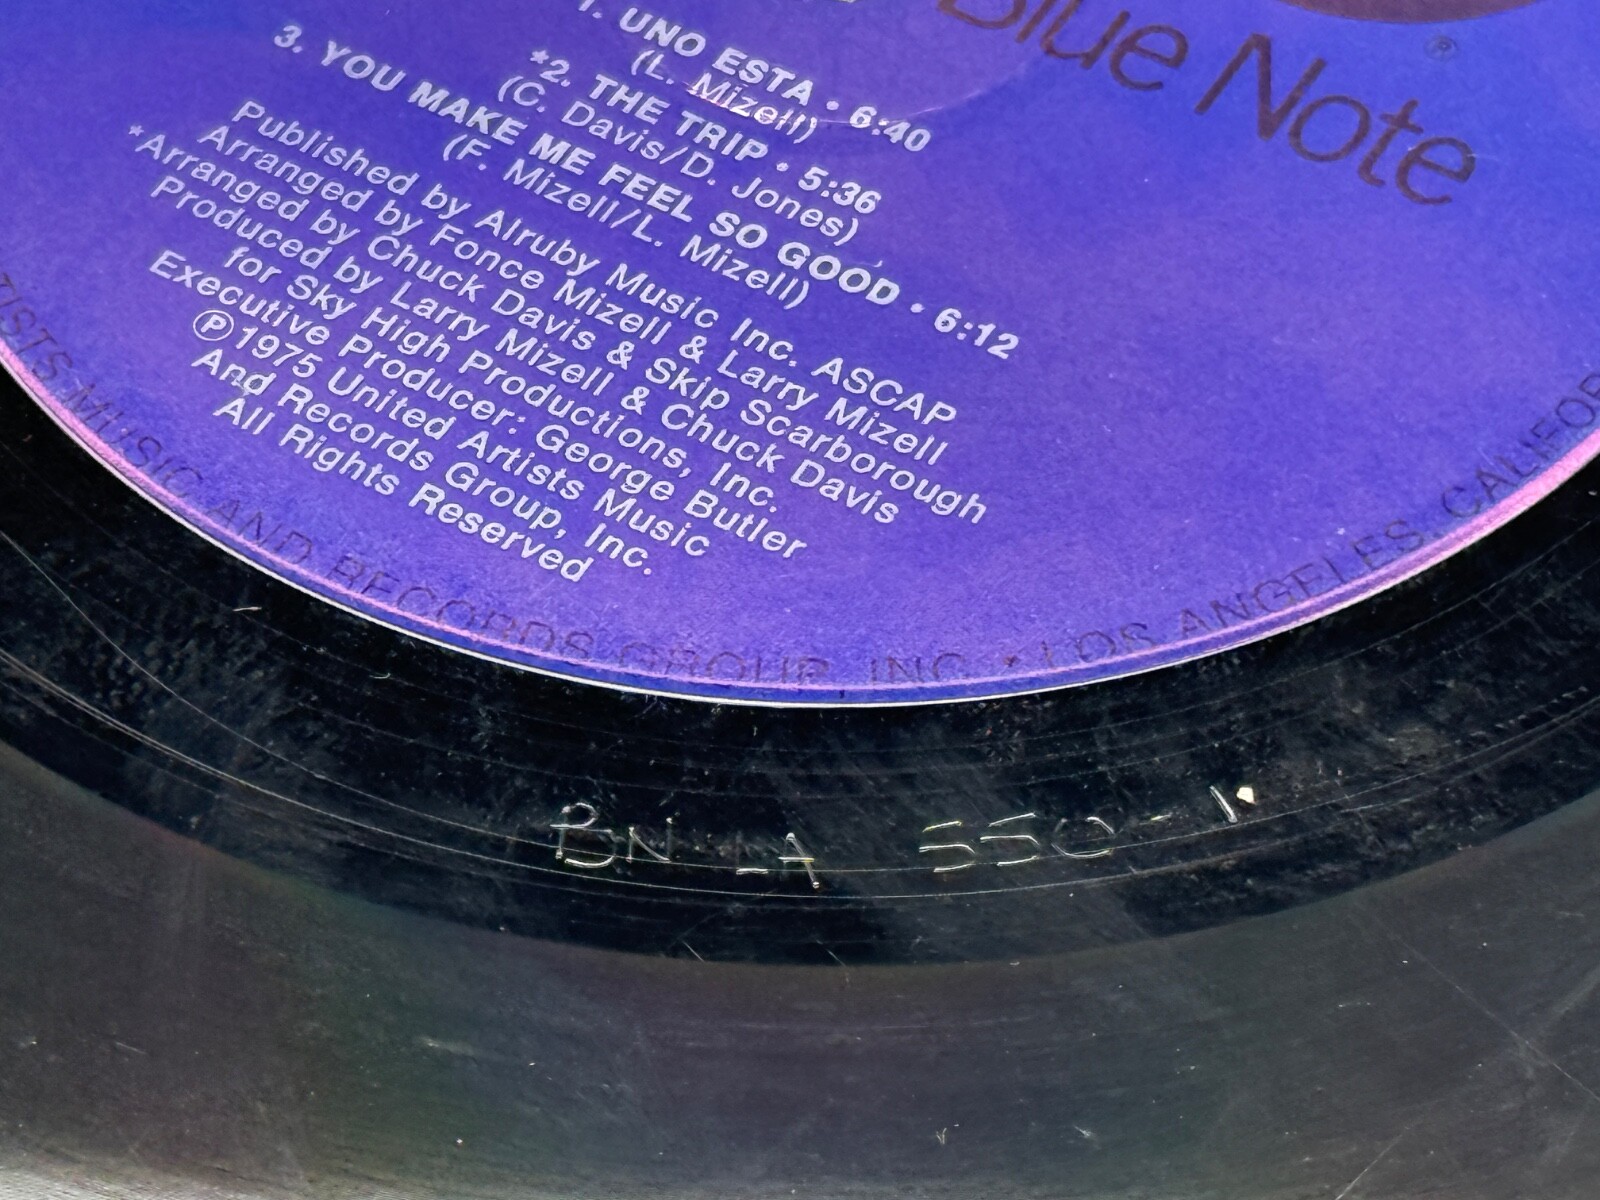 Blue Note
®
1. UNO ESTA • 6:40
(L. Mizell)
*2. THE TRIP • 5:36
(C. Davis/D. Jones)
3. YOU MAKE ME FEEL SO GOOD • 6:12
(F. Mizell/L. Mizell)
Published by Alruby Music Inc. ASCAP
Arranged by Fonce Mizell & Larry Mizell
*Arranged by Chuck Davis & Skip Scarborough
Produced by Larry Mizell & Chuck Davis
for Sky High Productions, Inc.
Executive Producer: George Butler
Ⓟ 1975 United Artists Music
And Records Group, Inc.
All Rights Reserved
MUSIC AND RECORDS GROUP, INC. • LOS ANGELES
BN LA 550-1